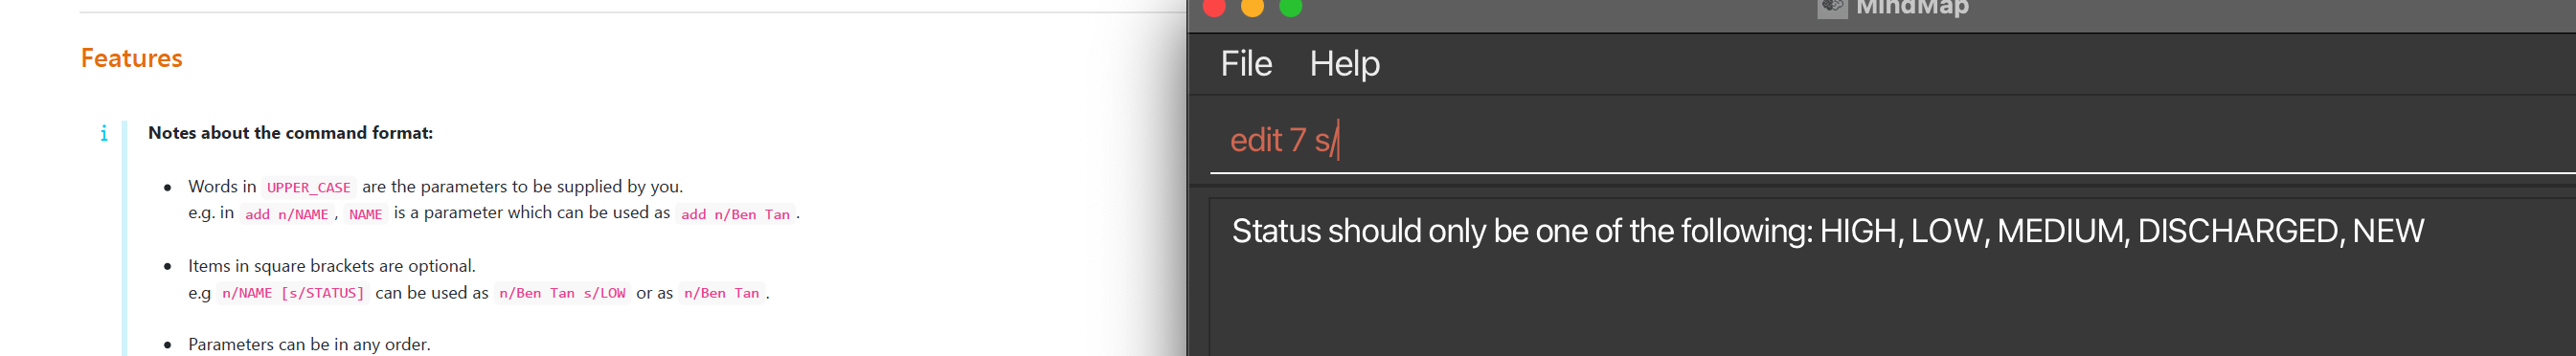 Features
i
Notes about the command format:
• Words in UPPER_CASE are the parameters to be supplied by you.
e.g. in add n/NAME, NAME is a parameter which can be used as add n/Ben Tan.
• Items in square brackets are optional.
e.g n/NAME [s/STATUS] can be used as n/Ben Tan s/LOW or as n/Ben Tan.
• Parameters can be in any order.
MindMap
File Help
edit 7 s/
Status should only be one of the following: HIGH, LOW, MEDIUM, DISCHARGED, NEW